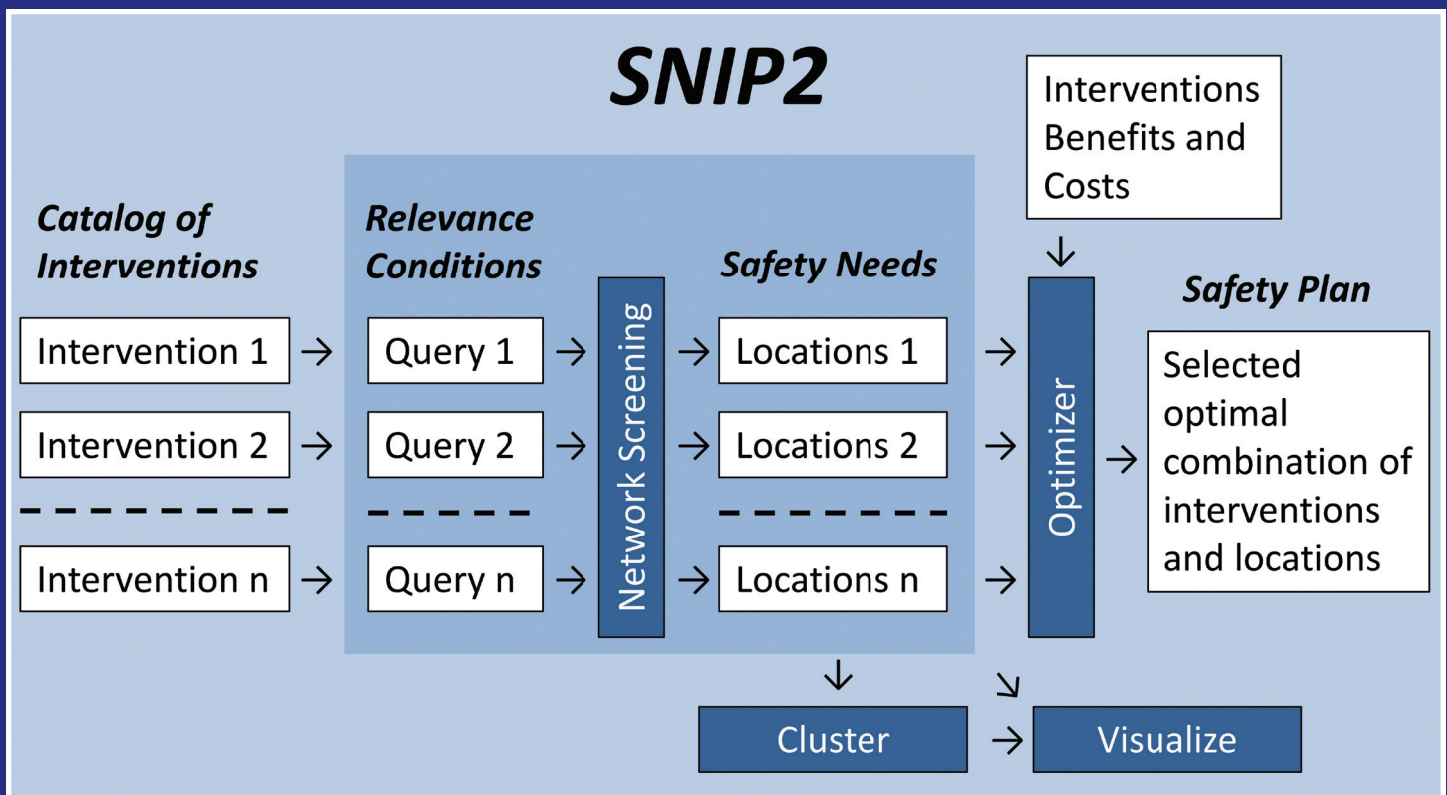 SNIP2
Interventions
Benefits and
Costs
Catalog of
Interventions
Relevance
Conditions
Safety Needs
Safety Plan
Intervention 1
Query 1
Locations 1
Intervention 2
Query 2
Locations 2
Intervention n
Query n
Locations n
Network Screening
Optimizer
Selected
optimal
combination of
interventions
and locations
Cluster
Visualize